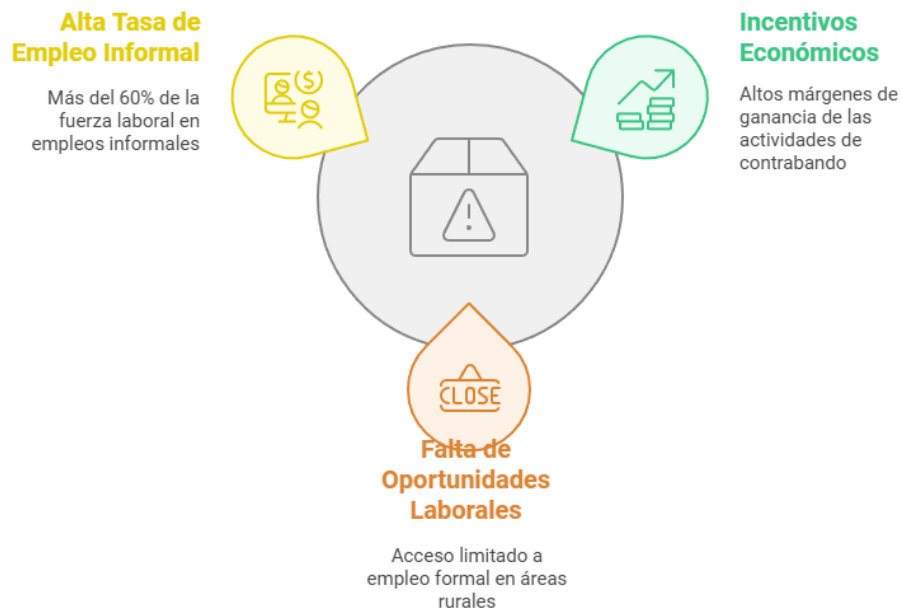 Alta Tasa de
Empleo Informal
Más del 60% de la
fuerza laboral en
empleos informales
Incentivos
Económicos
Altos márgenes de
ganancia de las
actividades de
contrabando
CLOSE
Falta de
Oportunidades
Laborales
Acceso limitado a
empleo formal en áreas
rurales